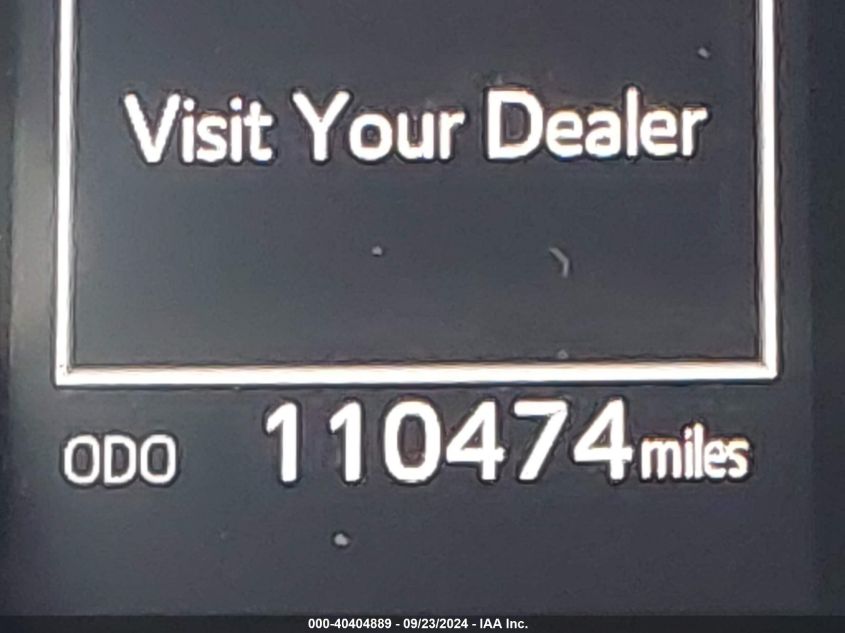 Visit Your Dealer
ODO 110474 miles
000-40404889 - 09/23/2024 - IAA Inc.